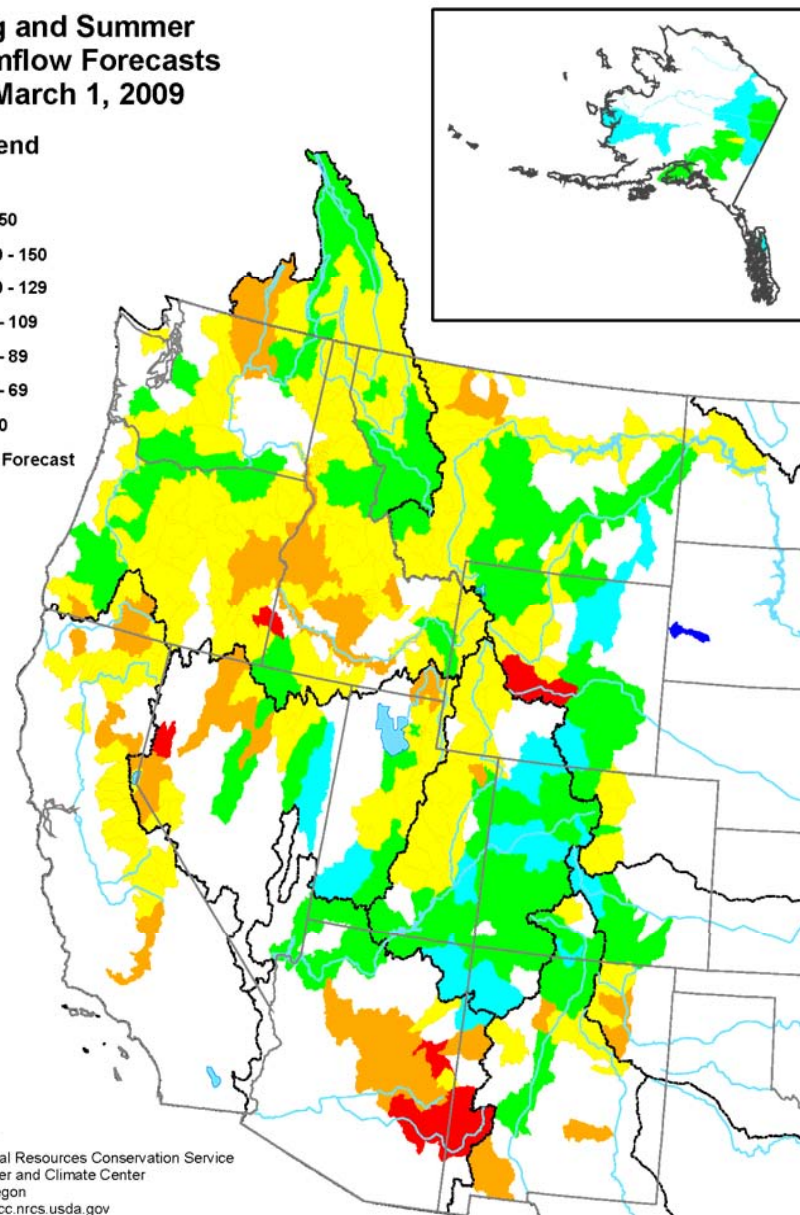 g and Summer
mflow Forecasts
March 1, 2009
end
50
- 150
- 129
- 109
- 89
- 69
0
Forecast
al Resources Conservation Service
er and Climate Center
egon
cc.nrcs.usda.gov